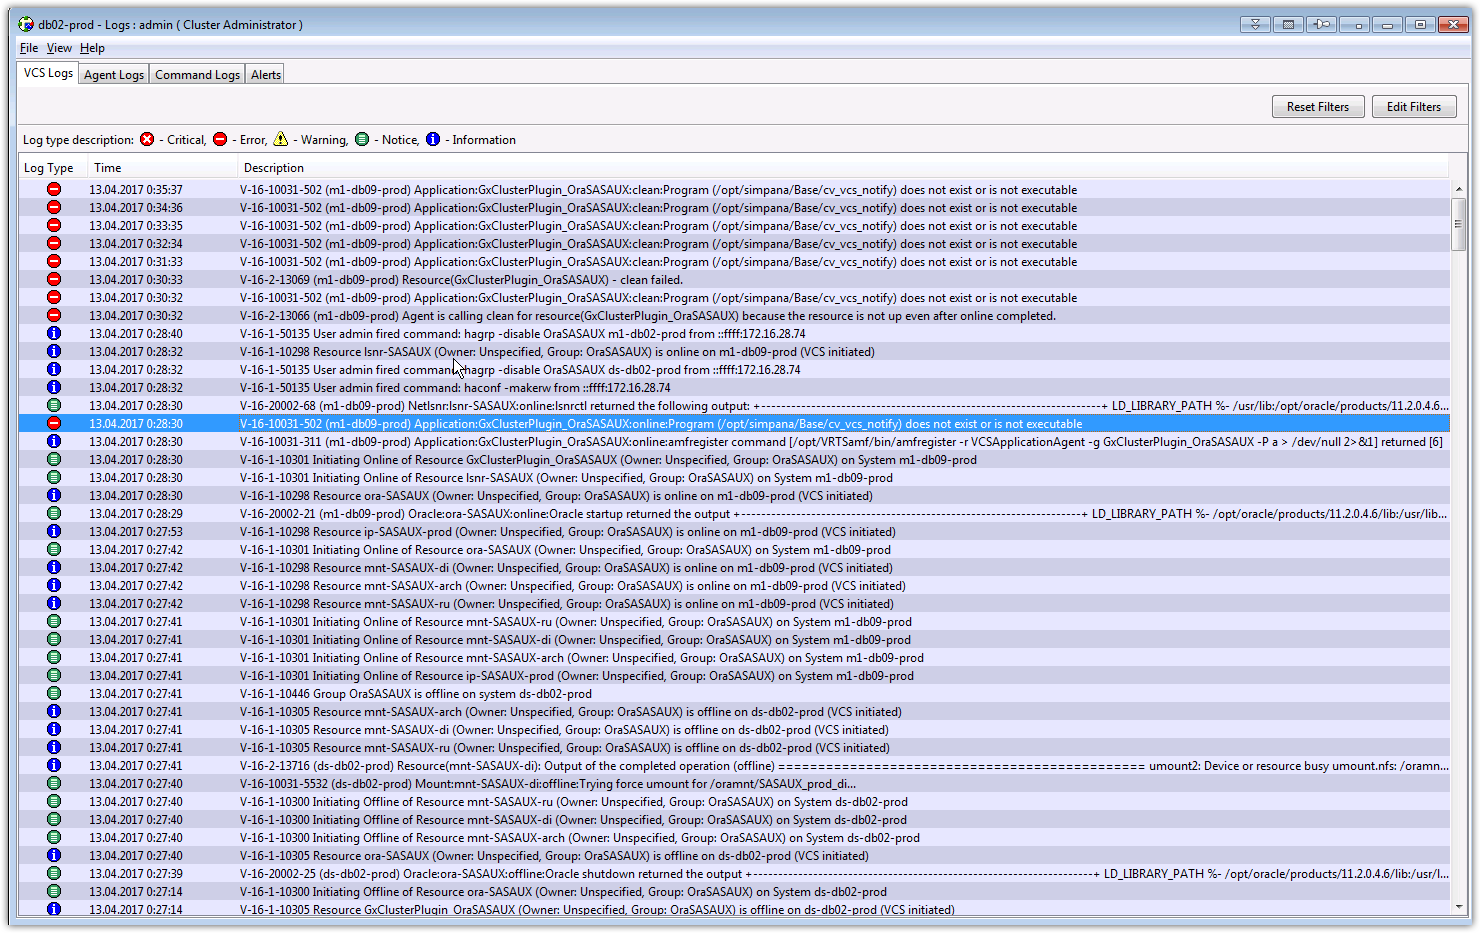 db02-prod - Logs : admin ( Cluster Administrator )
File View Help
VCS Logs Agent Logs Command Logs Alerts
Reset Filters Edit Filters
Log type description: - Critical, - Error, - Warning, - Notice, - Information
Log Type Time Description
13.04.2017 0:35:37 V-16-10031-502 (m1-db09-prod) Application:GxClusterPlugin_OraSASAUX:clean:Program (/opt/simpana/Base/cv_vcs_notify) does not exist or is not executable
13.04.2017 0:34:36 V-16-10031-502 (m1-db09-prod) Application:GxClusterPlugin_OraSASAUX:clean:Program (/opt/simpana/Base/cv_vcs_notify) does not exist or is not executable
13.04.2017 0:33:35 V-16-10031-502 (m1-db09-prod) Application:GxClusterPlugin_OraSASAUX:clean:Program (/opt/simpana/Base/cv_vcs_notify) does not exist or is not executable
13.04.2017 0:32:34 V-16-10031-502 (m1-db09-prod) Application:GxClusterPlugin_OraSASAUX:clean:Program (/opt/simpana/Base/cv_vcs_notify) does not exist or is not executable
13.04.2017 0:31:33 V-16-10031-502 (m1-db09-prod) Application:GxClusterPlugin_OraSASAUX:clean:Program (/opt/simpana/Base/cv_vcs_notify) does not exist or is not executable
13.04.2017 0:30:33 V-16-2-13069 (m1-db09-prod) Resource(GxClusterPlugin_OraSASAUX) - clean failed.
13.04.2017 0:30:32 V-16-10031-502 (m1-db09-prod) Application:GxClusterPlugin_OraSASAUX:clean:Program (/opt/simpana/Base/cv_vcs_notify) does not exist or is not executable
13.04.2017 0:30:32 V-16-2-13066 (m1-db09-prod) Agent is calling clean for resource(GxClusterPlugin_OraSASAUX) because the resource is not up even after online completed.
13.04.2017 0:28:40 V-16-1-50135 User admin fired command: hagrp -disable OraSASAUX m1-db02-prod from ::ffff:172.16.28.74
13.04.2017 0:28:32 V-16-1-10298 Resource lsnr-SASAUX (Owner: Unspecified, Group: OraSASAUX) is online on m1-db09-prod (VCS initiated)
13.04.2017 0:28:32 V-16-1-50135 User admin fired command: hagrp -disable OraSASAUX ds-db02-prod from ::ffff:172.16.28.74
13.04.2017 0:28:32 V-16-1-50135 User admin fired command: haconf -makerw from ::ffff:172.16.28.74
13.04.2017 0:28:30 V-16-20002-68 (m1-db09-prod) Netlsnr:lsnr-SASAUX:online:lsnrctl returned the following output: +-------------------------------------------------+ LD_LIBRARY_PATH %- /usr/lib:/opt/oracle/products/11.2.0.4.6...
13.04.2017 0:28:30 V-16-10031-502 (m1-db09-prod) Application:GxClusterPlugin_OraSASAUX:online:Program (/opt/simpana/Base/cv_vcs_notify) does not exist or is not executable
13.04.2017 0:28:30 V-16-10031-311 (m1-db09-prod) Application:GxClusterPlugin_OraSASAUX:online:amfregister command [/opt/VRTSamf/bin/amfregister -r VCSApplicationAgent -g GxClusterPlugin_OraSASAUX -P a > /dev/null 2>&1] returned [6]
13.04.2017 0:28:30 V-16-1-10301 Initiating Online of Resource GxClusterPlugin_OraSASAUX (Owner: Unspecified, Group: OraSASAUX) on System m1-db09-prod
13.04.2017 0:28:30 V-16-1-10301 Initiating Online of Resource lsnr-SASAUX (Owner: Unspecified, Group: OraSASAUX) on System m1-db09-prod
13.04.2017 0:28:30 V-16-1-10298 Resource ora-SASAUX (Owner: Unspecified, Group: OraSASAUX) is online on m1-db09-prod (VCS initiated)
13.04.2017 0:28:29 V-16-20002-21 (m1-db09-prod) Oracle:ora-SASAUX:online:Oracle startup returned the output +-------------------------------------------------+ LD_LIBRARY_PATH %- /opt/oracle/products/11.2.0.4.6/lib:/usr/lib...
13.04.2017 0:27:53 V-16-1-10298 Resource ip-SASAUX-prod (Owner: Unspecified, Group: OraSASAUX) is online on m1-db09-prod (VCS initiated)
13.04.2017 0:27:42 V-16-1-10301 Initiating Online of Resource ora-SASAUX (Owner: Unspecified, Group: OraSASAUX) on System m1-db09-prod
13.04.2017 0:27:42 V-16-1-10298 Resource mnt-SASAUX-di (Owner: Unspecified, Group: OraSASAUX) is online on m1-db09-prod (VCS initiated)
13.04.2017 0:27:42 V-16-1-10298 Resource mnt-SASAUX-arch (Owner: Unspecified, Group: OraSASAUX) is online on m1-db09-prod (VCS initiated)
13.04.2017 0:27:42 V-16-1-10298 Resource mnt-SASAUX-ru (Owner: Unspecified, Group: OraSASAUX) is online on m1-db09-prod (VCS initiated)
13.04.2017 0:27:41 V-16-1-10301 Initiating Online of Resource mnt-SASAUX-ru (Owner: Unspecified, Group: OraSASAUX) on System m1-db09-prod
13.04.2017 0:27:41 V-16-1-10301 Initiating Online of Resource mnt-SASAUX-di (Owner: Unspecified, Group: OraSASAUX) on System m1-db09-prod
13.04.2017 0:27:41 V-16-1-10301 Initiating Online of Resource mnt-SASAUX-arch (Owner: Unspecified, Group: OraSASAUX) on System m1-db09-prod
13.04.2017 0:27:41 V-16-1-10301 Initiating Online of Resource ip-SASAUX-prod (Owner: Unspecified, Group: OraSASAUX) on System m1-db09-prod
13.04.2017 0:27:41 V-16-1-10446 Group OraSASAUX is offline on system ds-db02-prod
13.04.2017 0:27:41 V-16-1-10305 Resource mnt-SASAUX-arch (Owner: Unspecified, Group: OraSASAUX) is offline on ds-db02-prod (VCS initiated)
13.04.2017 0:27:41 V-16-1-10305 Resource mnt-SASAUX-di (Owner: Unspecified, Group: OraSASAUX) is offline on ds-db02-prod (VCS initiated)
13.04.2017 0:27:41 V-16-1-10305 Resource mnt-SASAUX-ru (Owner: Unspecified, Group: OraSASAUX) is offline on ds-db02-prod (VCS initiated)
13.04.2017 0:27:41 V-16-2-13716 (ds-db02-prod) Resource(mnt-SASAUX-di): Output of the completed operation (offline) ============================================== umount2: Device or resource busy umount.nfs: /oramn...
13.04.2017 0:27:40 V-16-10031-5532 (ds-db02-prod) Mount:mnt-SASAUX-di:offline:Trying force umount for /oramnt/SASAUX_prod_di...
13.04.2017 0:27:40 V-16-1-10300 Initiating Offline of Resource mnt-SASAUX-ru (Owner: Unspecified, Group: OraSASAUX) on System ds-db02-prod
13.04.2017 0:27:40 V-16-1-10300 Initiating Offline of Resource mnt-SASAUX-di (Owner: Unspecified, Group: OraSASAUX) on System ds-db02-prod
13.04.2017 0:27:40 V-16-1-10300 Initiating Offline of Resource mnt-SASAUX-arch (Owner: Unspecified, Group: OraSASAUX) on System ds-db02-prod
13.04.2017 0:27:40 V-16-1-10305 Resource ora-SASAUX (Owner: Unspecified, Group: OraSASAUX) is offline on ds-db02-prod (VCS initiated)
13.04.2017 0:27:39 V-16-20002-25 (ds-db02-prod) Oracle:ora-SASAUX:offline:Oracle shutdown returned the output +-------------------------------------------------+ LD_LIBRARY_PATH %- /opt/oracle/products/11.2.0.4.6/lib:/usr/l...
13.04.2017 0:27:14 V-16-1-10300 Initiating Offline of Resource ora-SASAUX (Owner: Unspecified, Group: OraSASAUX) on System ds-db02-prod
13.04.2017 0:27:14 V-16-1-10305 Resource GxClusterPlugin_OraSASAUX (Owner: Unspecified, Group: OraSASAUX) is offline on ds-db02-prod (VCS initiated)